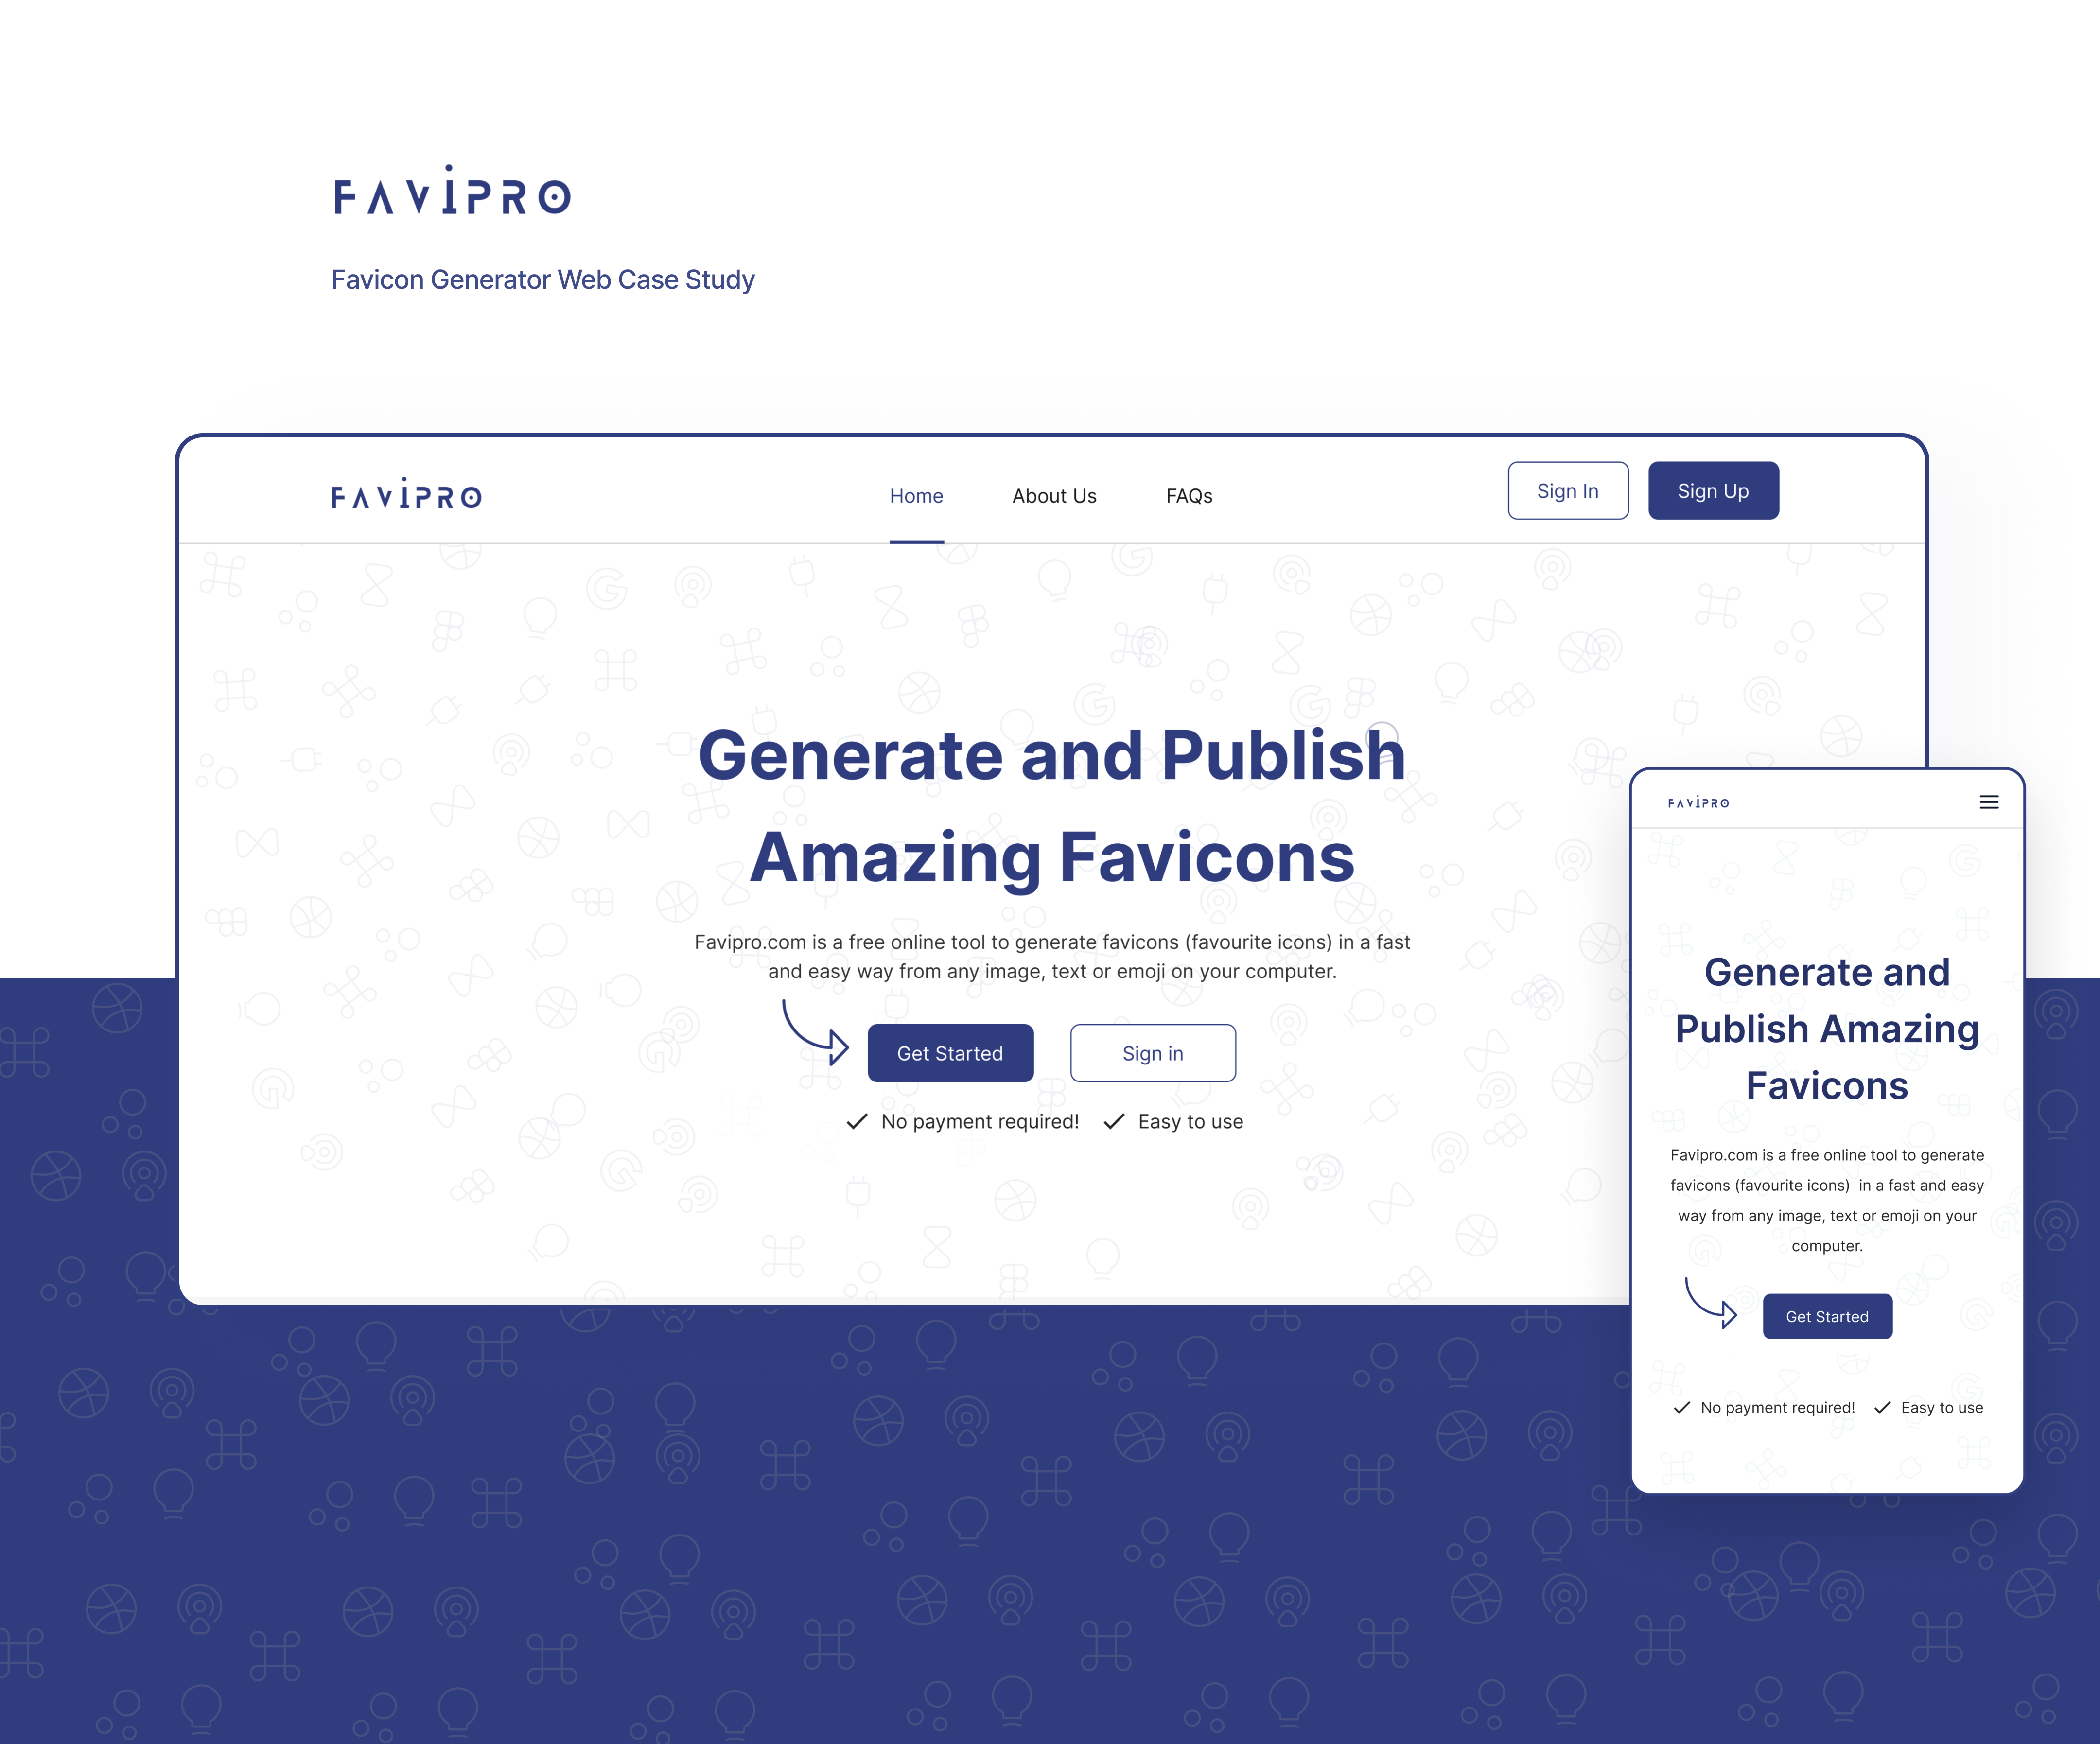 FAViPRO
Favicon Generator Web Case Study
FAViPRO
Home
About Us
FAQs
Sign In
Sign Up
Generate and Publish
Amazing Favicons
Favipro.com is a free online tool to generate favicons (favourite icons) in a fast
and easy way from any image, text or emoji on your computer.
Get Started
Sign in
No payment required!
Easy to use
FAViPRO
Generate and
Publish Amazing
Favicons
Favipro.com is a free online tool to generate
favicons (favourite icons) in a fast and easy
way from any image, text or emoji on your
computer.
Get Started
No payment required!
Easy to use